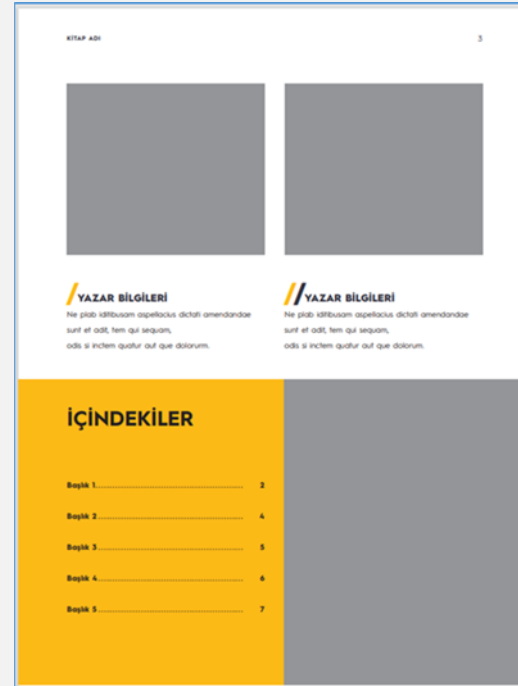 KİTAP ADI
3
YAZAR BİLGİLERİ
Ne plab iditibusam aspellacius dictati amendandae
sunt et adit, tem qui sequam,
odis si inctem quatur aut que dolorum.
YAZAR BİLGİLERİ
Ne plab iditibusam aspellacius dictati amendandae
sunt et adit, tem qui sequam,
odis si inctem quatur aut que dolorum.
İÇİNDEKİLER
Başlık 1 2
Başlık 2 4
Başlık 3 5
Başlık 4 6
Başlık 5 7